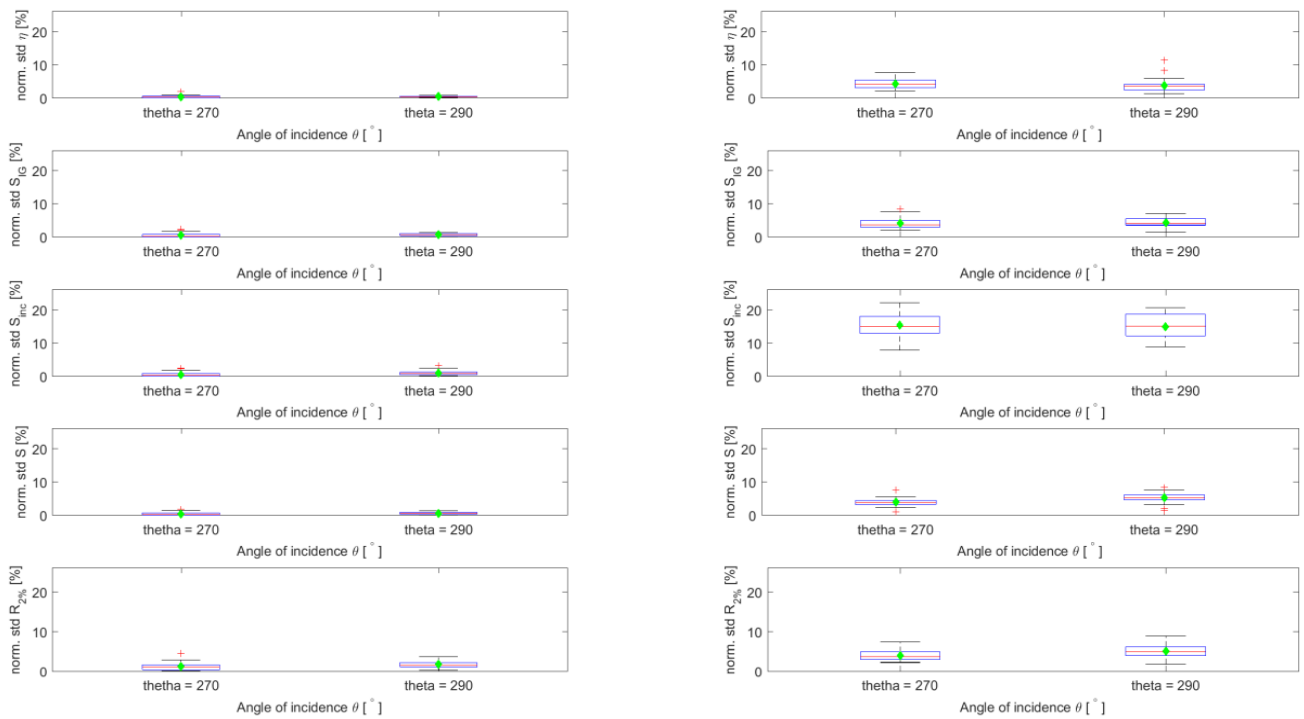 norm. std η [%]
20
10
0
thetha = 270 theta = 290
Angle of incidence θ [ ° ]
norm. std S_IG [%]
20
10
0
thetha = 270 theta = 290
Angle of incidence θ [ ° ]
norm. std S_inc [%]
20
10
0
thetha = 270 theta = 290
Angle of incidence θ [ ° ]
norm. std S [%]
20
10
0
thetha = 270 theta = 290
Angle of incidence θ [ ° ]
norm. std R_2% [%]
20
10
0
thetha = 270 theta = 290
Angle of incidence θ [ ° ]
norm. std η [%]
20
10
0
thetha = 270 theta = 290
Angle of incidence θ [ ° ]
norm. std S_IG [%]
20
10
0
thetha = 270 theta = 290
Angle of incidence θ [ ° ]
norm. std S_inc [%]
20
10
0
thetha = 270 theta = 290
Angle of incidence θ [ ° ]
norm. std S [%]
20
10
0
thetha = 270 theta = 290
Angle of incidence θ [ ° ]
norm. std R_2% [%]
20
10
0
thetha = 270 theta = 290
Angle of incidence θ [ ° ]